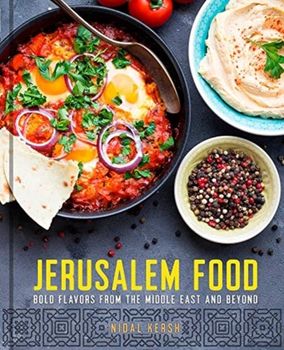 JERUSALEM FOOD
BOLD FLAVORS FROM THE MIDDLE EAST AND BEYOND
NIDAL KERSH